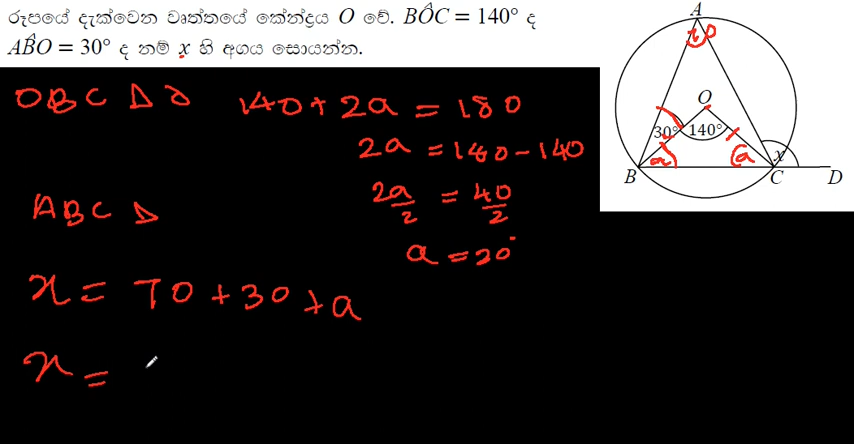 රූපයේ දැක්වෙන වෘත්තයේ කේන්ද්‍රය O වේ. BÔC = 140° ද
AB̂O = 30° ද නම් x හි අගය සොයන්න.
OBC Δ ට
140 + 2a = 180
2a = 180 - 140
2a/2 = 40/2
a = 20°
ABC Δ
x = 70 + 30 + a
x =
A
70
O
30°
140°
a
a
x
B
C
D